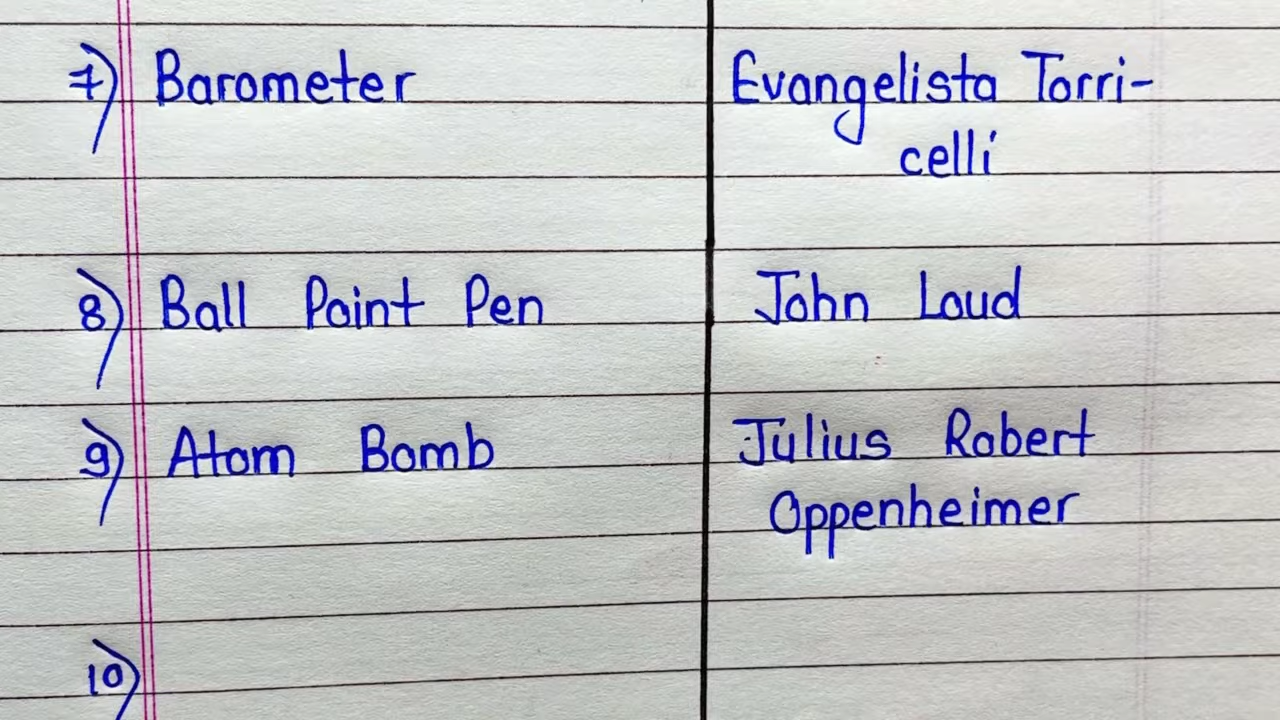 7) Barometer Evangelista Torri-
celli
8) Ball Point Pen John Loud
9) Atom Bomb Julius Robert
Oppenheimer
10)